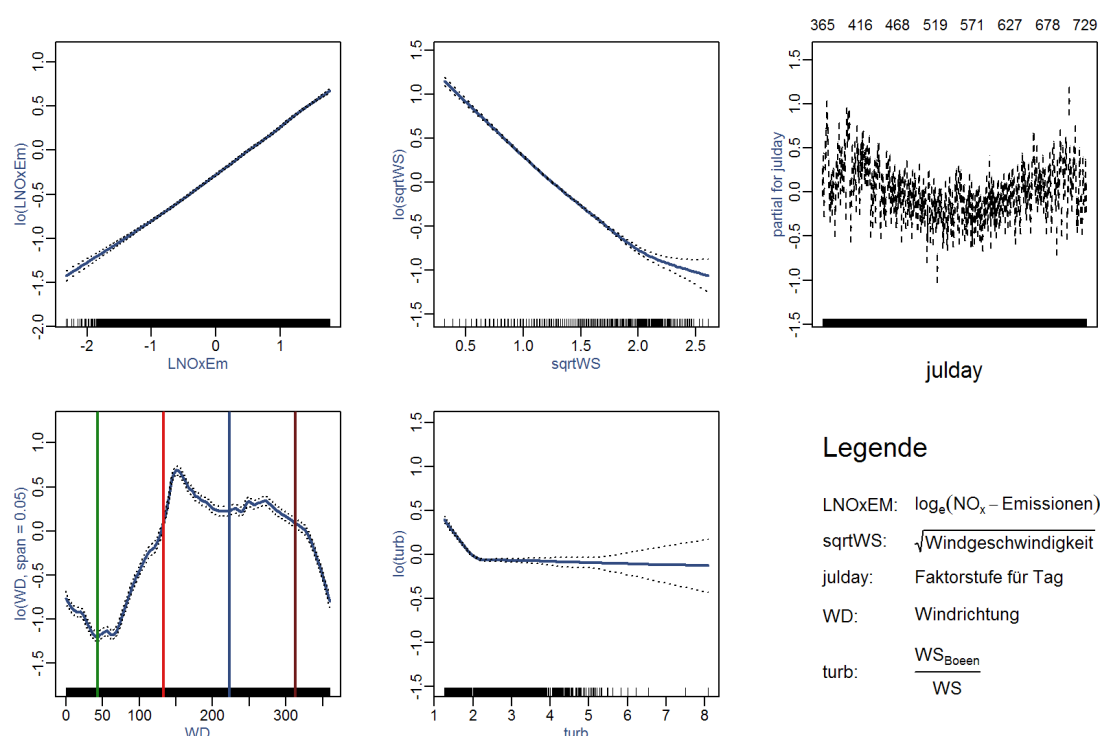 365 416 468 519 571 627 678 729
lo(LNOxEm)
-2.0 -1.5 -1.0 -0.5 0.0 0.5 1.0
-2 -1 0 1
LNOxEm
lo(sqrtWS)
-1.5 -1.0 -0.5 0.0 0.5 1.0 1.5
0.5 1.0 1.5 2.0 2.5
sqrtWS
partial for julday
-1.5 -1.0 -0.5 0.0 0.5 1.0 1.5
julday
lo(WD, span = 0.05)
-1.5 -1.0 -0.5 0.0 0.5 1.0
0 50 100 200 300
WD
lo(turb)
-1.5 -1.0 -0.5 0.0 0.5 1.0 1.5
1 2 3 4 5 6 7 8
turb
Legende
LNOxEM: logₑ(NOₓ – Emissionen)
sqrtWS: √Windgeschwindigkeit
julday: Faktorstufe für Tag
WD: Windrichtung
WS_Boeen
turb:
WS